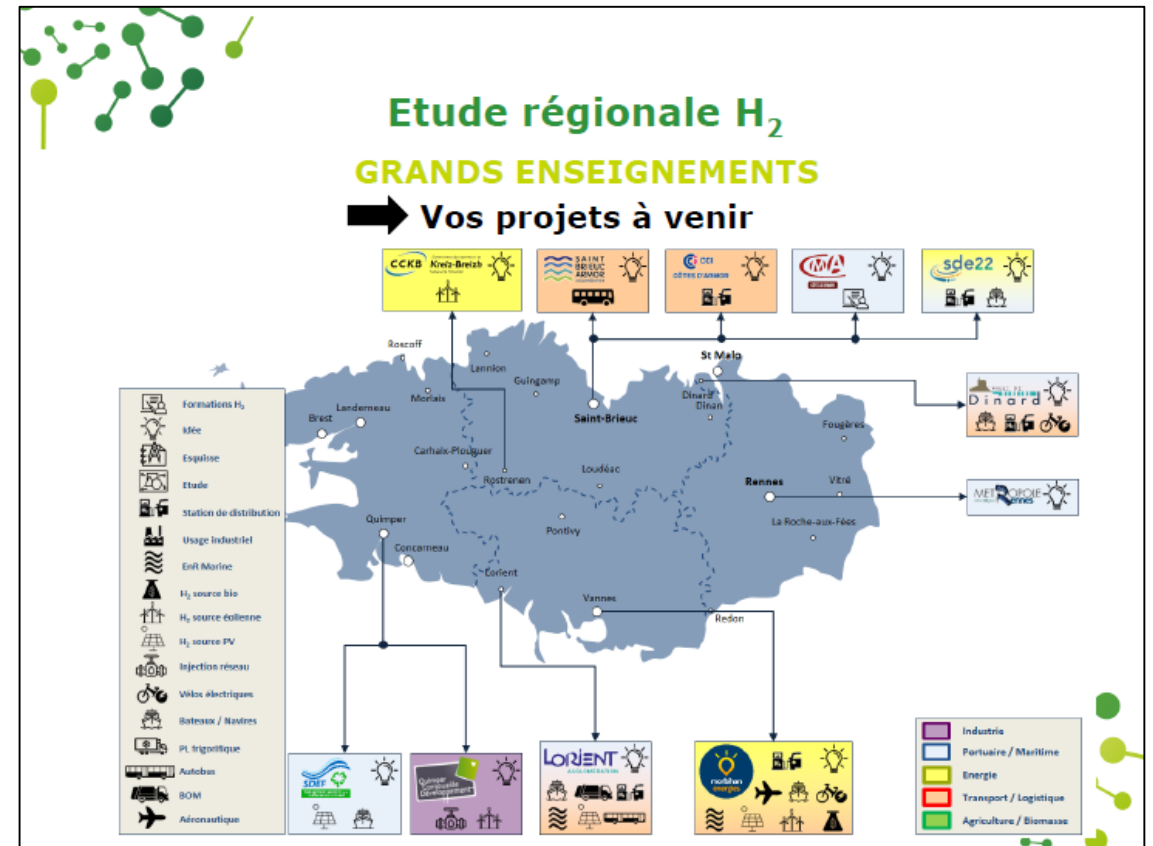 Etude régionale H₂
GRANDS ENSEIGNEMENTS
Vos projets à venir
CCKB Kreiz-Breizh
SAINT
BRIEUC
ARMOR
CCI
CÔTES D'ARMOR
CMA
sde22
Roscoff
Lannion
Guingamp
Morlaix
St Malo
Dinard
Dinan
Landerneau
Brest
Saint-Brieuc
Fougères
Carhaix-Plouguer
Rostrenen
Loudéac
Rennes
Vitré
La Roche-aux-Fées
Quimper
Pontivy
Concarneau
Lorient
Vannes
Redon
Dinard
METROPOLE
Rennes
Formations H₂
Idée
Esquisse
Etude
Station de distribution
Usage industriel
EnR Marine
H₂ source bio
H₂ source éolienne
H₂ source PV
Injection réseau
Vélos électriques
Bateaux / Navires
PL frigorifique
Autobus
BOM
Aéronautique
SDEF
Quimper
Cornouaille
Développement
LORIENT
AGGLOMÉRATION
morbihan
energies
Industrie
Portuaire / Maritime
Energie
Transport / Logistique
Agriculture / Biomasse